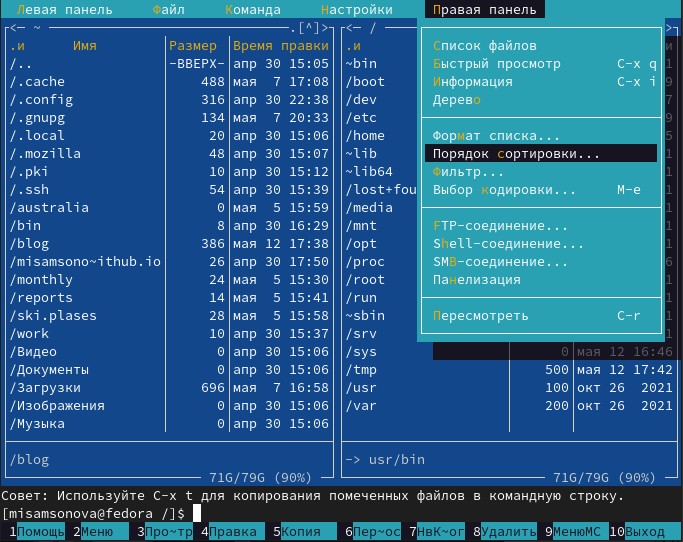 Левая панель Файл Команда Настройки Правая панель
<— ~ .[^]> <— / >
.и Имя Размер Время правки .и Список файлов
/.. -ВВЕРХ- апр 30 15:05 ~bin Быстрый просмотр C-x q
/.cache 488 мая 7 17:08 /boot Информация C-x i
/.config 316 апр 30 22:38 /dev Дерево
/.gnupg 134 мая 7 20:33 /etc
/.local 20 апр 30 15:06 /home Формат списка...
/.mozilla 48 апр 30 15:07 ~lib Порядок сортировки...
/.pki 10 апр 30 15:12 ~lib64 Фильтр...
/.ssh 54 апр 30 15:39 /lost+fou Выбор кодировки... M-e
/australia 0 мая 5 15:59 /media
/bin 8 апр 30 16:29 /mnt FTP-соединение...
/blog 386 мая 12 17:38 /opt Shell-соединение...
/misamsono~ithub.io 26 апр 30 17:50 /proc SMB-соединение...
/monthly 24 мая 5 15:30 /root Панелизация
/reports 14 мая 5 15:41 /run
/ski.plases 28 мая 5 15:58 ~sbin Пересмотреть C-r
/work 10 апр 30 15:37 /srv
/Видео 0 апр 30 15:06 /sys 0 мая 12 16:46
/Документы 0 апр 30 15:06 /tmp 500 мая 12 17:42
/Загрузки 696 мая 7 16:58 /usr 100 окт 26 2021
/Изображения 0 апр 30 15:06 /var 200 окт 26 2021
/Музыка 0 апр 30 15:06
/blog -> usr/bin
71G/79G (90%) 71G/79G (90%)
Совет: Используйте C-x t для копирования помеченных файлов в командную строку.
[misamsonova@fedora /]$
1Помощь 2Меню 3Про~тр 4Правка 5Копия 6Пер~ос 7НвК~ог 8Удалить 9МенюMC 10Выход